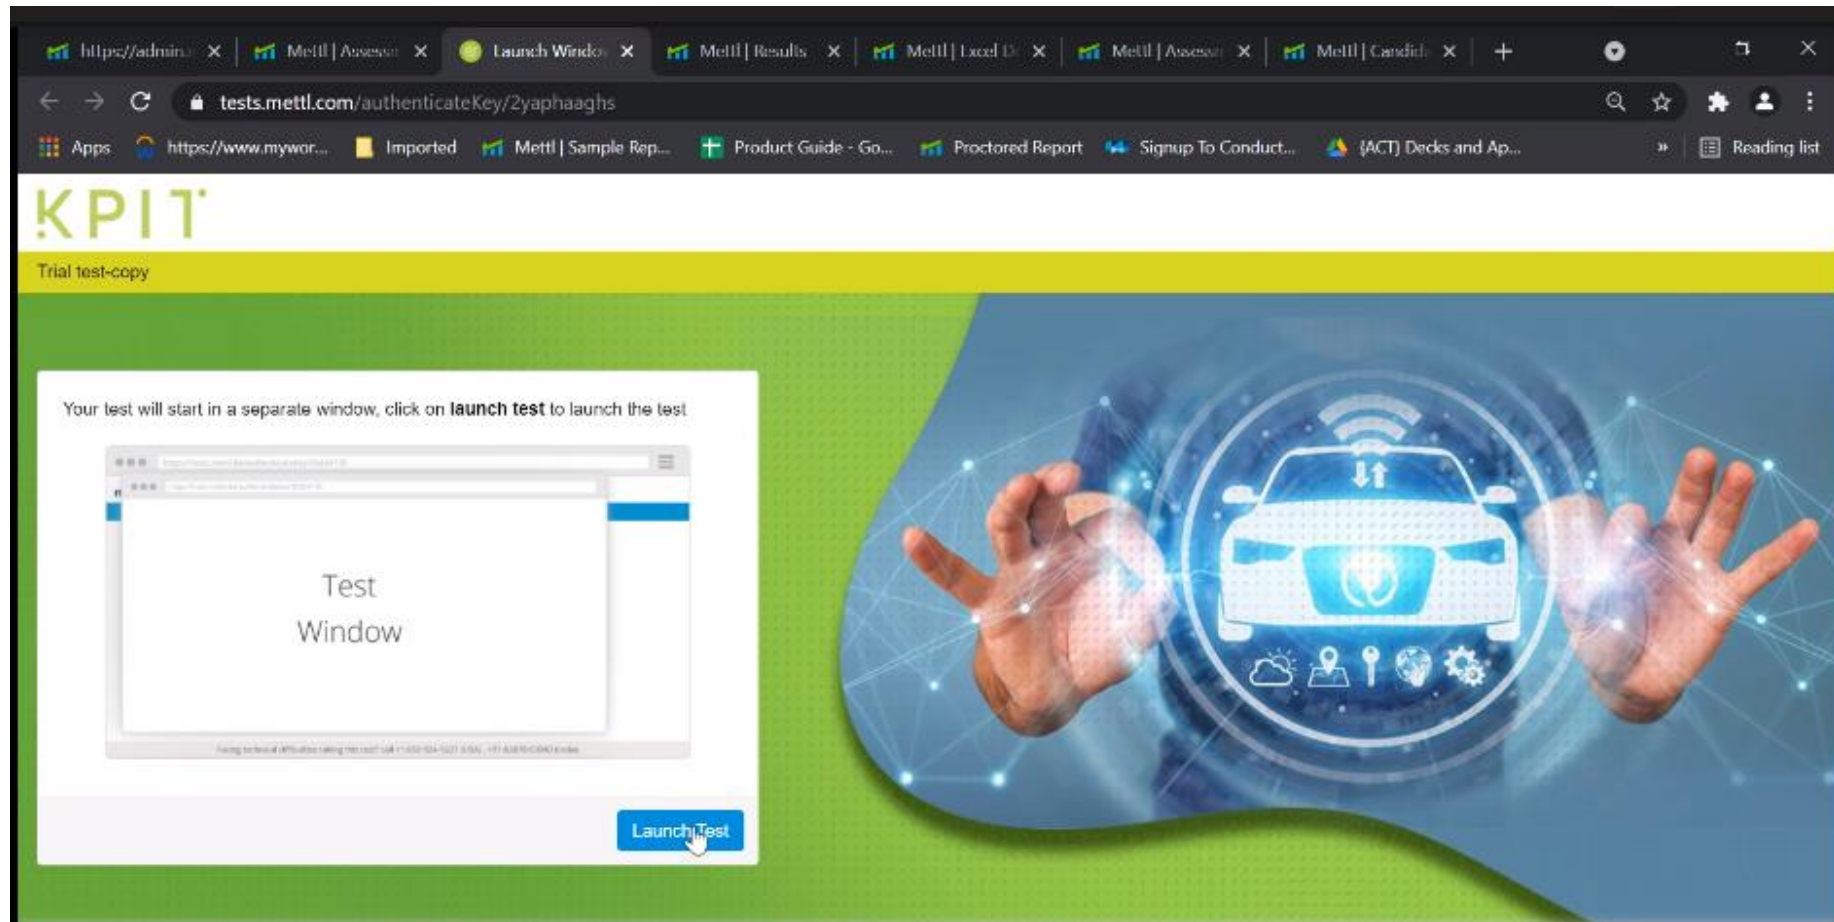 https://admin.
Mettl | Assessm
Launch Window
Mettl | Results
Mettl | Excel D
Mettl | Assessm
Mettl | Candid
tests.mettl.com/authenticateKey/2yaphaaghs
Apps
https://www.mywor...
Imported
Mettl | Sample Rep...
Product Guide - Go...
Proctored Report
Signup To Conduct...
{ACT} Decks and Ap...
»
Reading list
KPIT
Trial test-copy
Your test will start in a separate window, click on launch test to launch the test
Test
Window
Launch Test